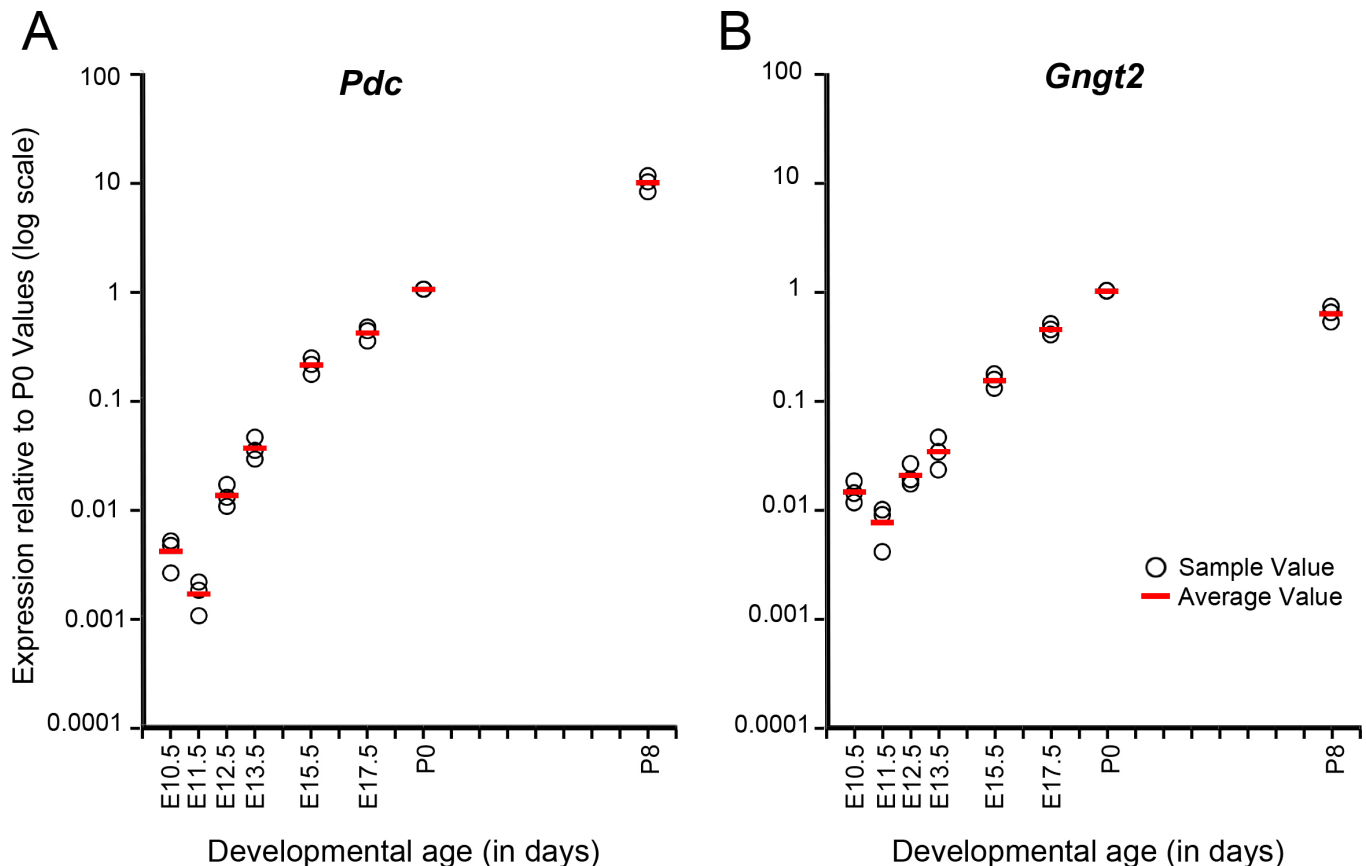 A
Pdc
Expression relative to P0 Values (log scale)
100
10
1
0.1
0.01
0.001
0.0001
E10.5
E11.5
E12.5
E13.5
E15.5
E17.5
P0
P8
Developmental age (in days)
B
Gngt2
100
10
1
0.1
0.01
0.001
0.0001
Sample Value
Average Value
E10.5
E11.5
E12.5
E13.5
E15.5
E17.5
P0
P8
Developmental age (in days)